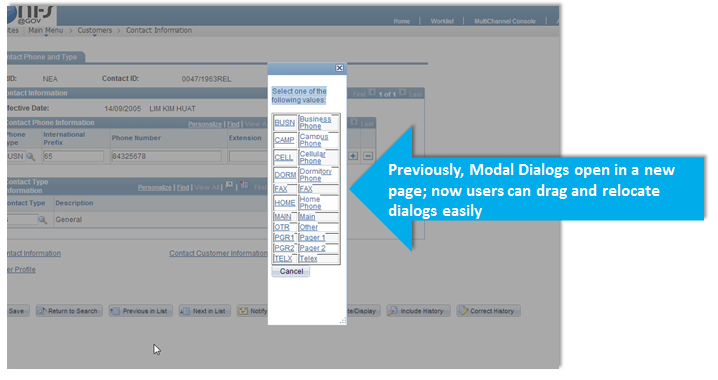 NFS
@GOV
Home Worklist MultiChannel Console
ites Main Menu > Customers > Contact Information
ontact Phone and Type
tID: NEA Contact ID: 0047/1953REL
ontact Information First 1 of 1 Last
ffective Date: 14/09/2005 LIM KIM HUAT
Contact Phone Information Personalize | Find | View A Last
Phone Type International Prefix Phone Number Extension
USN 65 84325678
Contact Type Information Personalize | Find | View All | First
ontact Type Description
General
ontact Information Contact Customer Information
er Profile
Save Return to Search Previous in List Next in List Notify te/Display Include History Correct History
Select one of the
following values:
BUSN Business Phone
CAMP Campus Phone
CELL Cellular Phone
DORM Dormitory Phone
FAX FAX
HOME Home Phone
MAIN Main
OTR Other
PGR1 Pager 1
PGR2 Pager 2
TELX Telex
Cancel
Previously, Modal Dialogs open in a new
page; now users can drag and relocate
dialogs easily